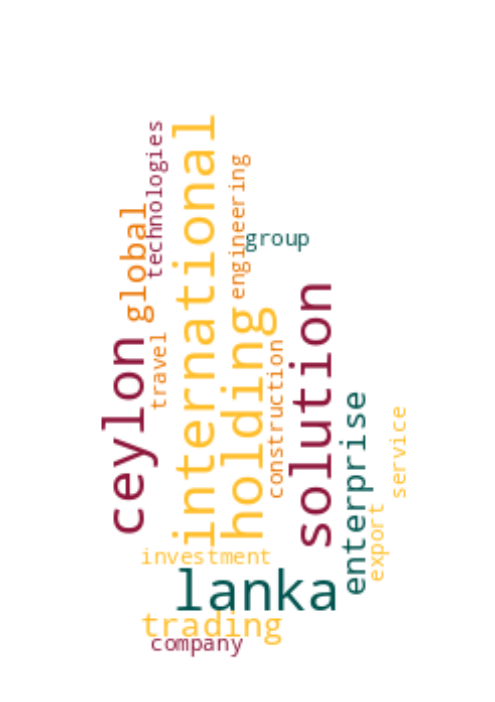 technologies
international
engineering
global
group
solution
holding
ceylon
travel
construction
enterprise
service
export
investment
lanka
trading
company